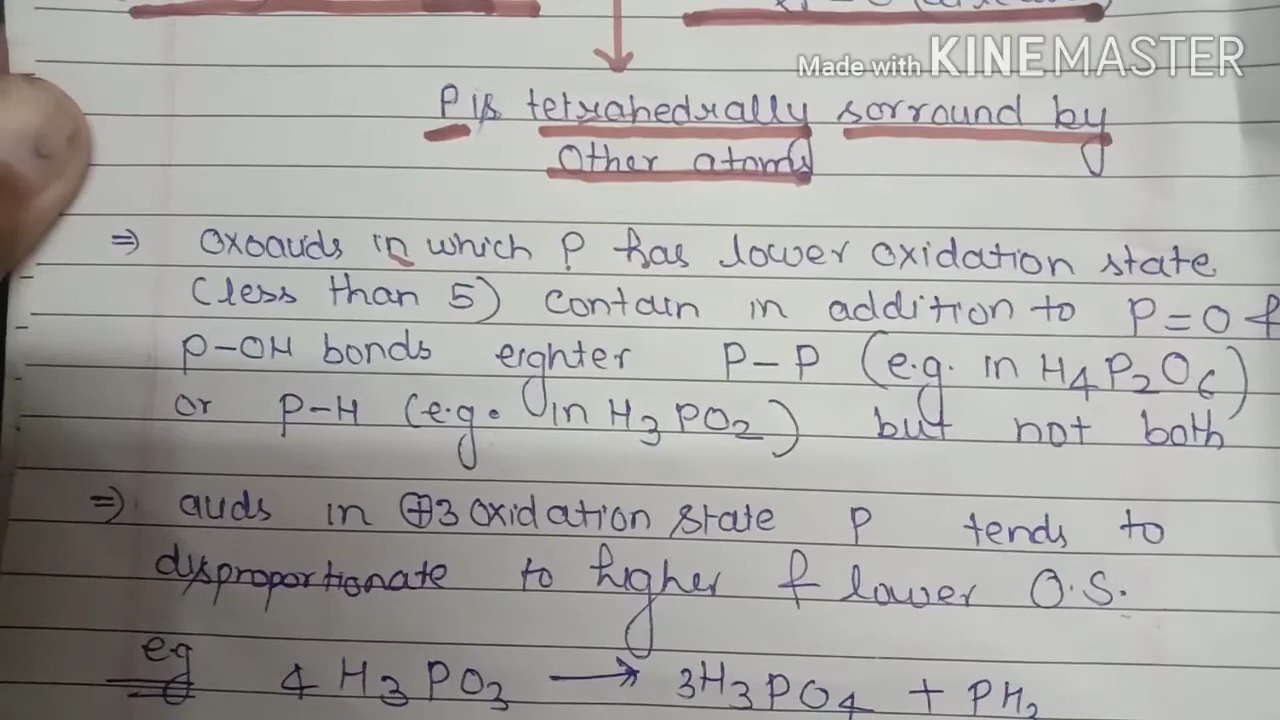 Made with KINEMASTER
P is tetrahedrally sorround by
Other atoms
⇒ oxoacids in which P has lower oxidation state
(less than 5) contain in addition to P=O &
P-OH bonds eighter P-P (e.g. in H4P2O6)
or P-H (e.g. in H3PO2) but not both
⇒ acids in +3 oxidation state P tends to
dysproportionate to higher & lower O.S.
eg 4H3PO3 → 3H3PO4 + PH3